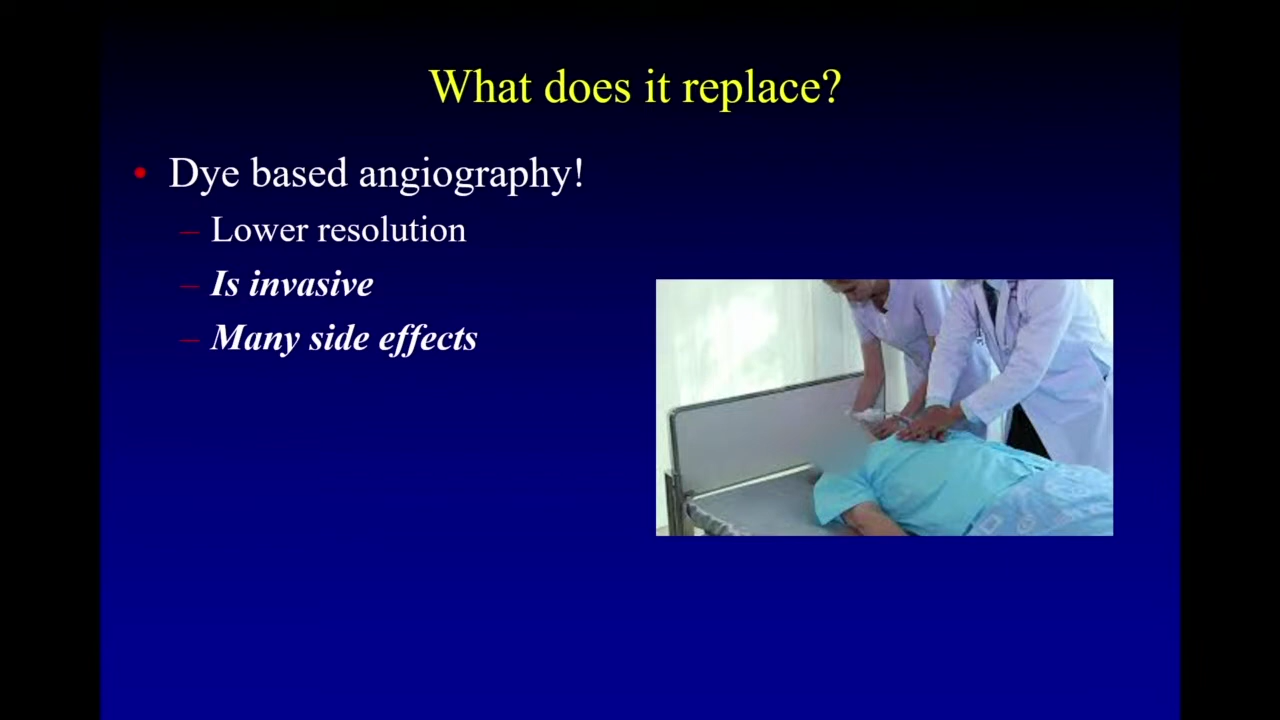 What does it replace?
• Dye based angiography!
– Lower resolution
– Is invasive
– Many side effects